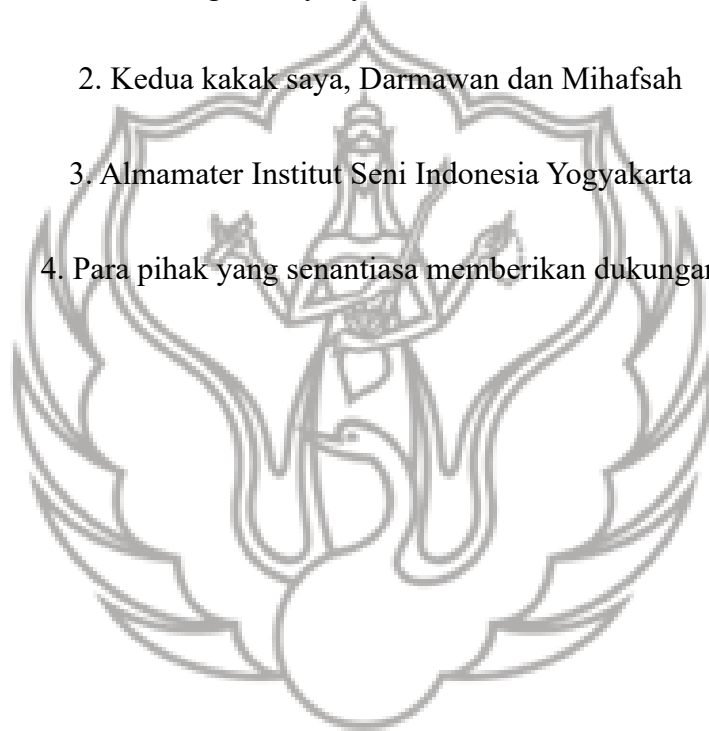 2. Kedua kakak saya, Darmawan dan Mihafsah
3. Almamater Institut Seni Indonesia Yogyakarta
4. Para pihak yang senantiasa memberikan dukungan